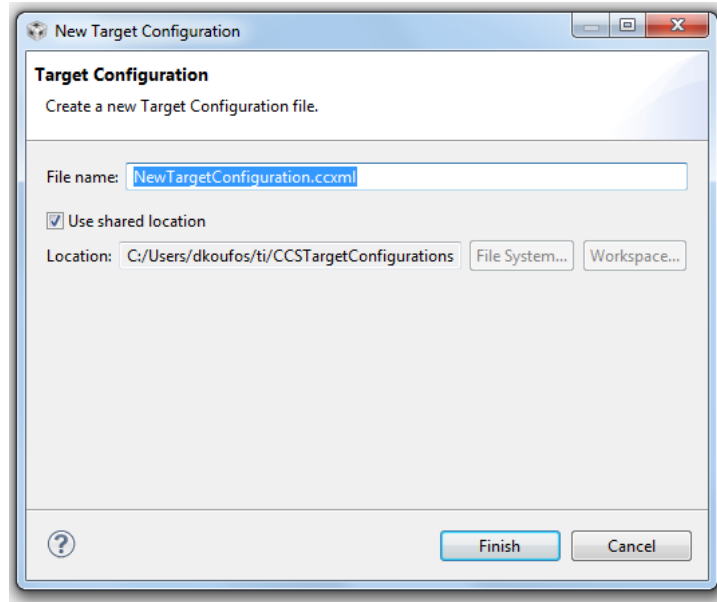 New Target Configuration
Target Configuration
Create a new Target Configuration file.
File name: NewTargetConfiguration.ccxml
Use shared location
Location: C:/Users/dkoufos/ti/CCSTargetConfigurations File System... Workspace...
? Finish Cancel